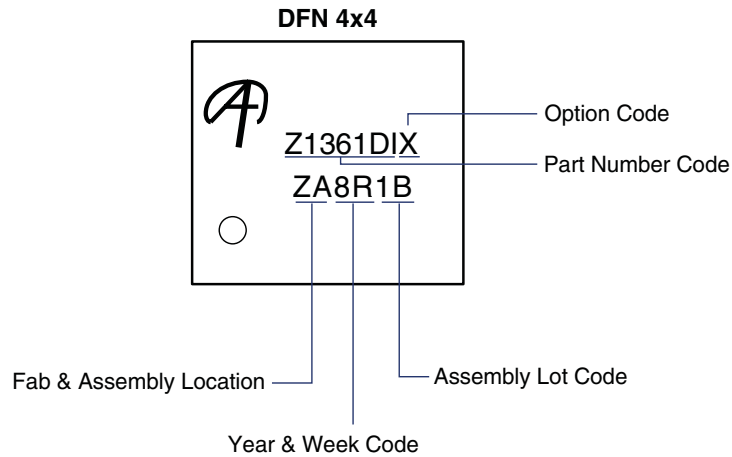 DFN 4x4
Z1361DIX
Option Code
Part Number Code
ZA8R1B
Fab & Assembly Location
Assembly Lot Code
Year & Week Code